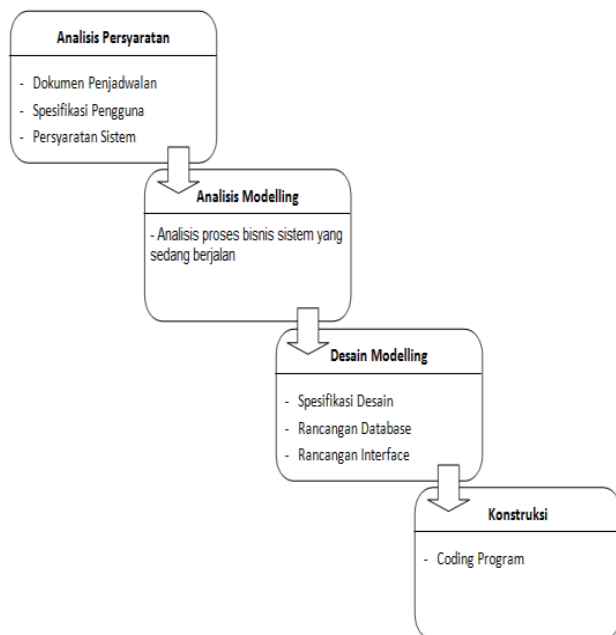 Analisis Persyaratan
- Dokumen Penjadwalan
- Spesifikasi Pengguna
- Persyaratan Sistem
Analisis Modelling
- Analisis proses bisnis sistem yang
sedang berjalan
Desain Modelling
- Spesifikasi Desain
- Rancangan Database
- Rancangan Interface
Konstruksi
- Coding Program